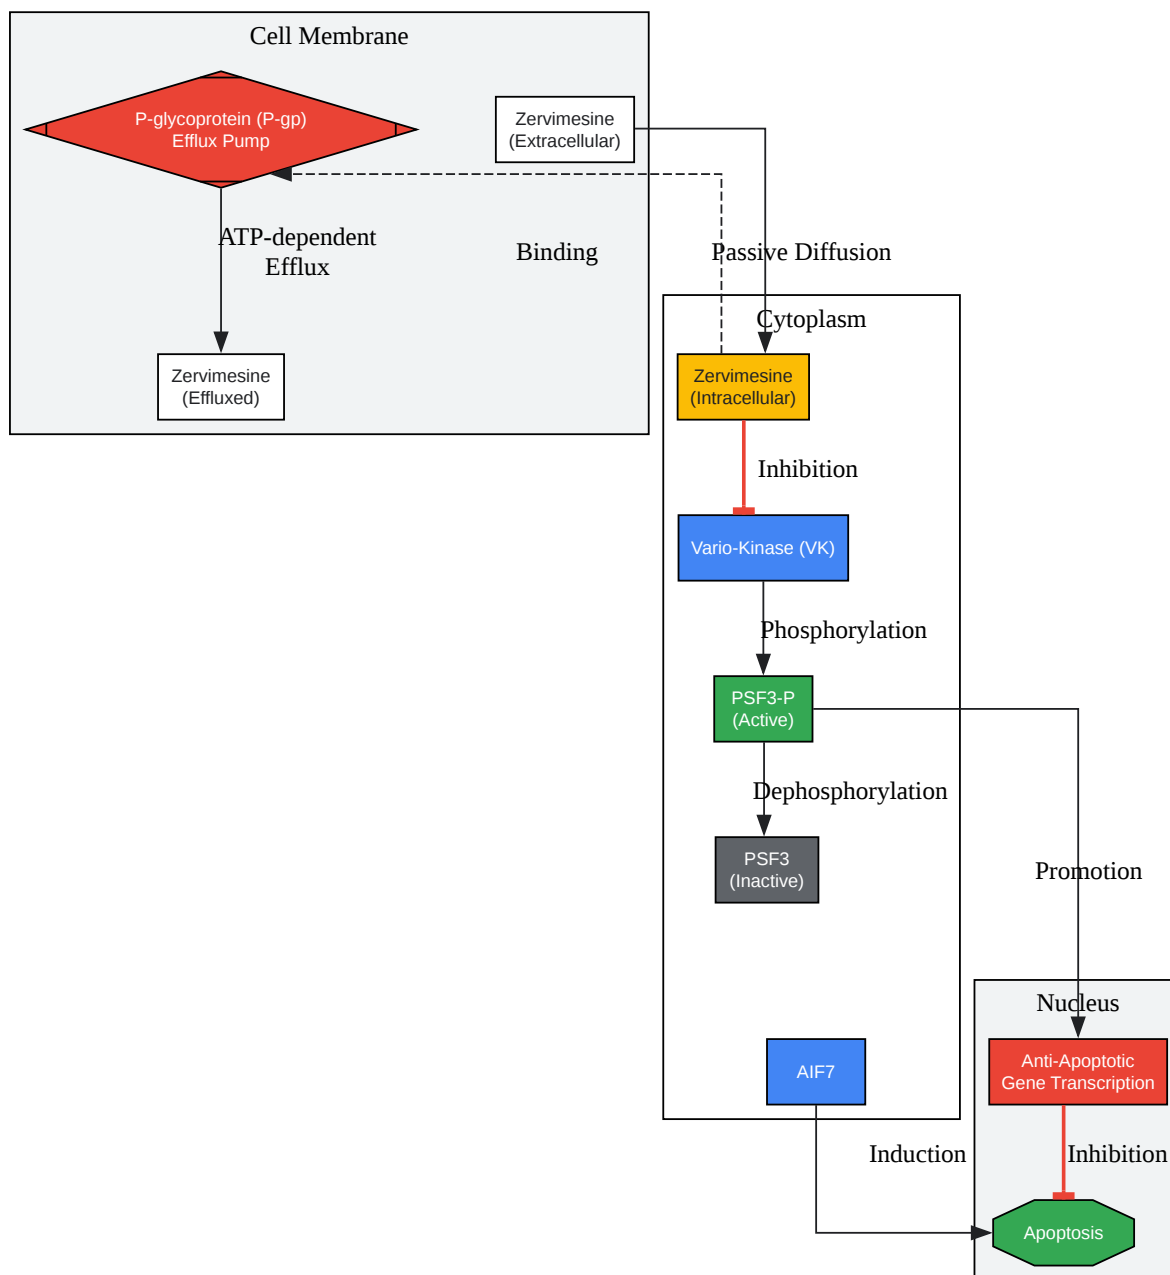 Cell Membrane
P-glycoprotein (P-gp)
Efflux Pump
Zervimesine
(Extracellular)
ATP-dependent
Efflux
Binding
Passive Diffusion
Cytoplasm
Zervimesine
(Effluxed)
Zervimesine
(Intracellular)
Inhibition
Vario-Kinase (VK)
Phosphorylation
PSF3-P
(Active)
Dephosphorylation
PSF3
(Inactive)
Promotion
Nucleus
AIF7
Anti-Apoptotic
Gene Transcription
Induction
Inhibition
Apoptosis